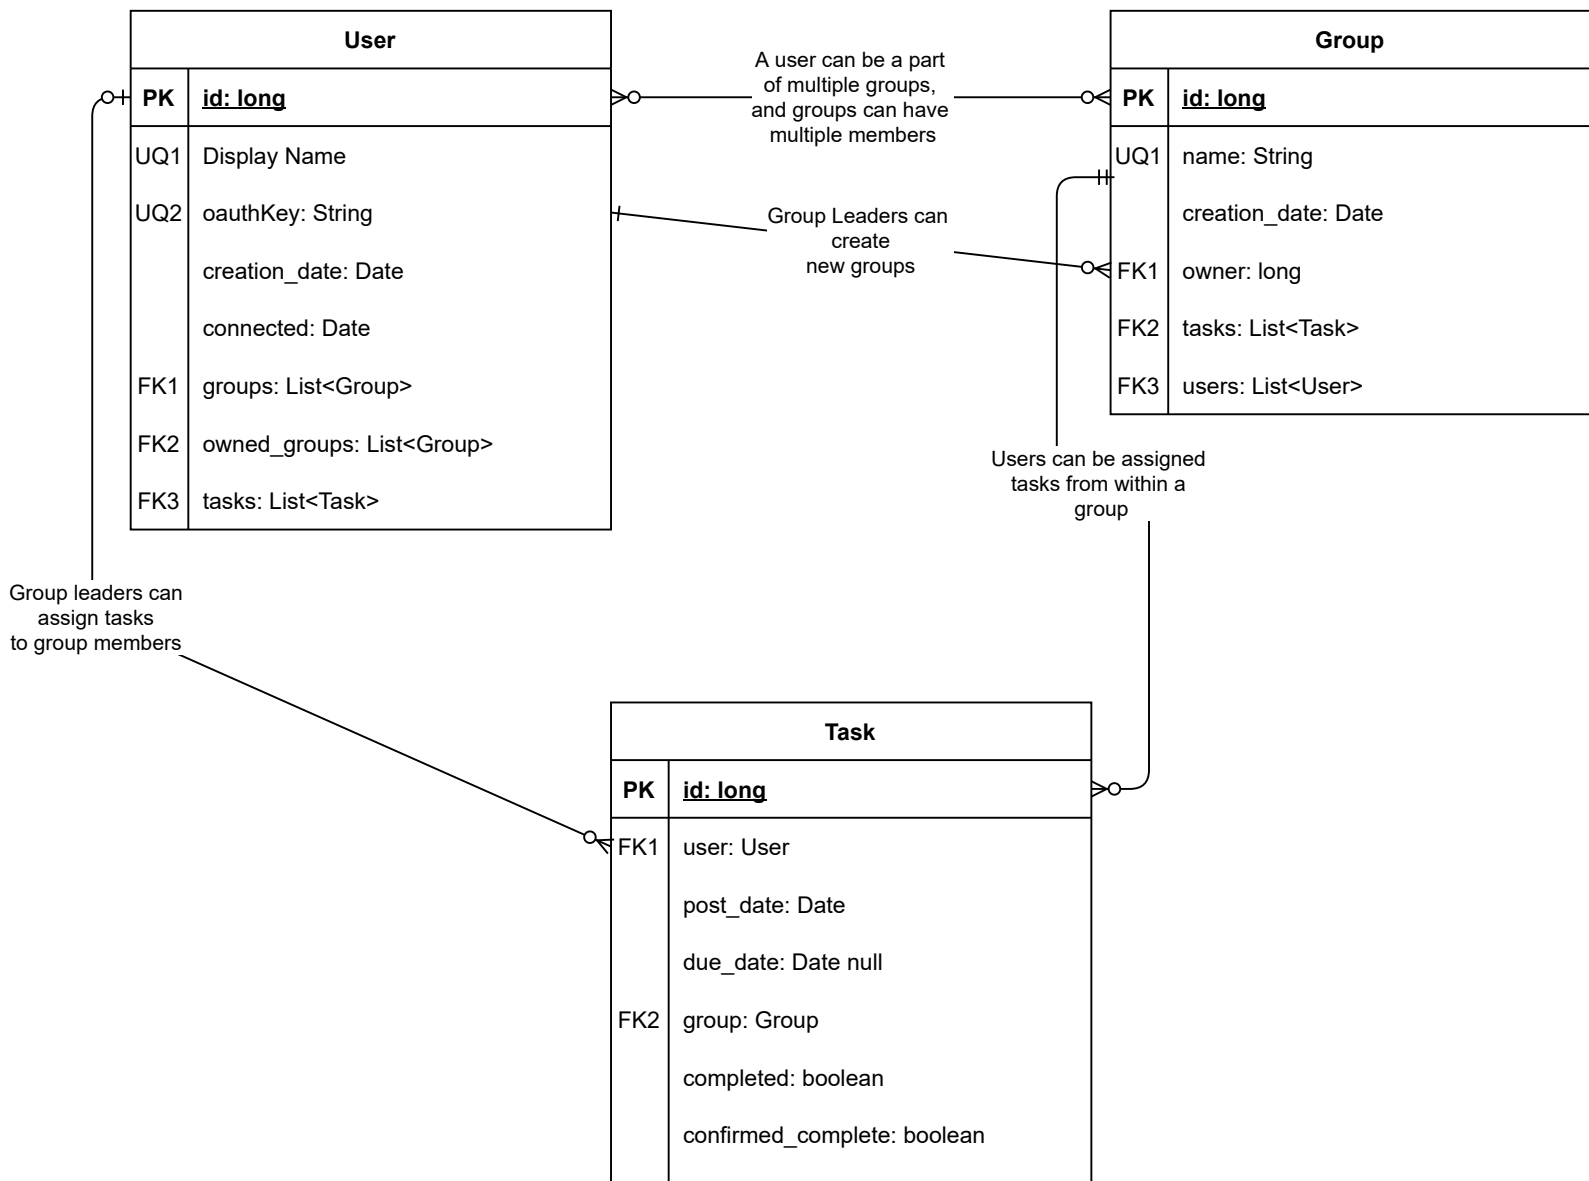 User
PK id: long
UQ1 Display Name
UQ2 oauthKey: String
creation_date: Date
connected: Date
FK1 groups: List<Group>
FK2 owned_groups: List<Group>
FK3 tasks: List<Task>
A user can be a part
of multiple groups,
and groups can have
multiple members
Group Leaders can
create
new groups
Group
PK id: long
UQ1 name: String
creation_date: Date
FK1 owner: long
FK2 tasks: List<Task>
FK3 users: List<User>
Users can be assigned
tasks from within a
group
Group leaders can
assign tasks
to group members
Task
PK id: long
FK1 user: User
post_date: Date
due_date: Date null
FK2 group: Group
completed: boolean
confirmed_complete: boolean